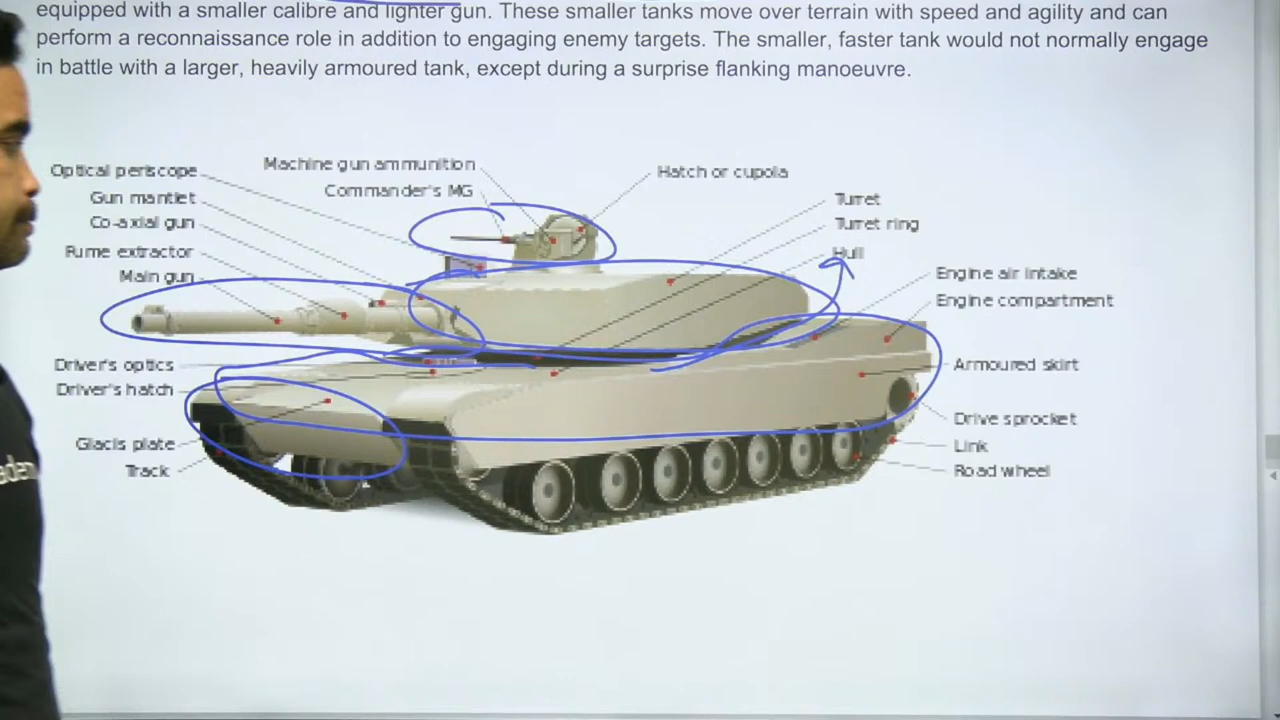 equipped with a smaller calibre and lighter gun. These smaller tanks move over terrain with speed and agility and can
perform a reconnaissance role in addition to engaging enemy targets. The smaller, faster tank would not normally engage
in battle with a larger, heavily armoured tank, except during a surprise flanking manoeuvre.
Optical periscope
Gun mantlet
Co-axial gun
Fume extractor
Main gun
Machine gun ammunition
Commander's MG
Hatch or cupola
Turret
Turret ring
Hull
Engine air intake
Engine compartment
Driver's optics
Driver's hatch
Glacis plate
Track
Armoured skirt
Drive sprocket
Link
Road wheel